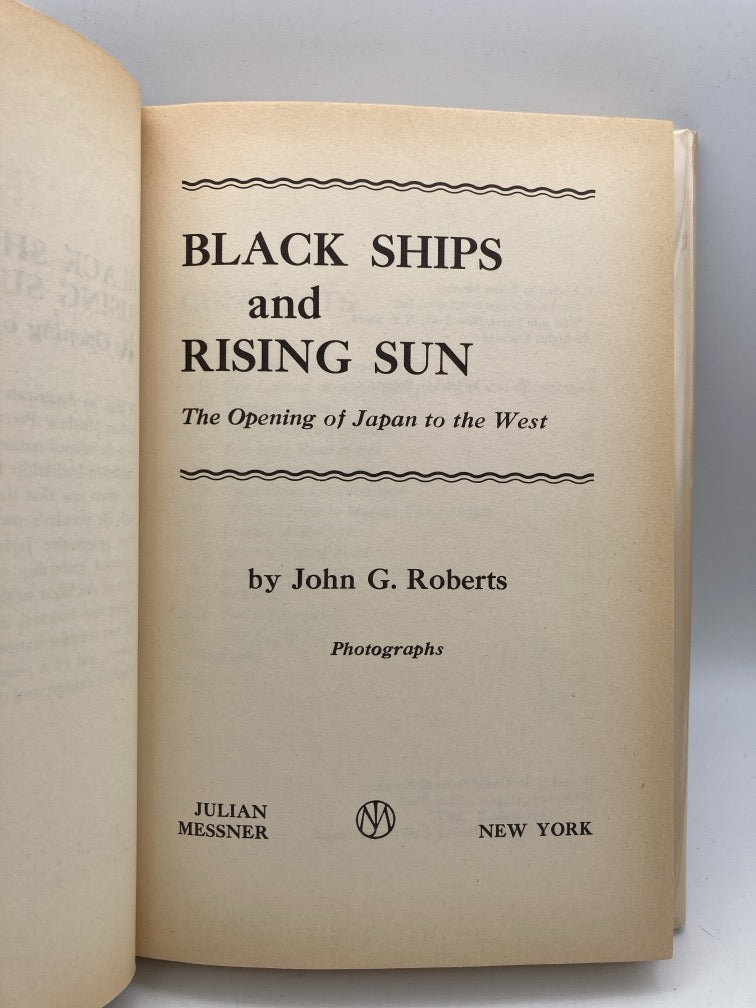 BLACK SHIPS
and
RISING SUN
The Opening of Japan to the West
by John G. Roberts
Photographs
JULIAN
MESSNER
NEW YORK